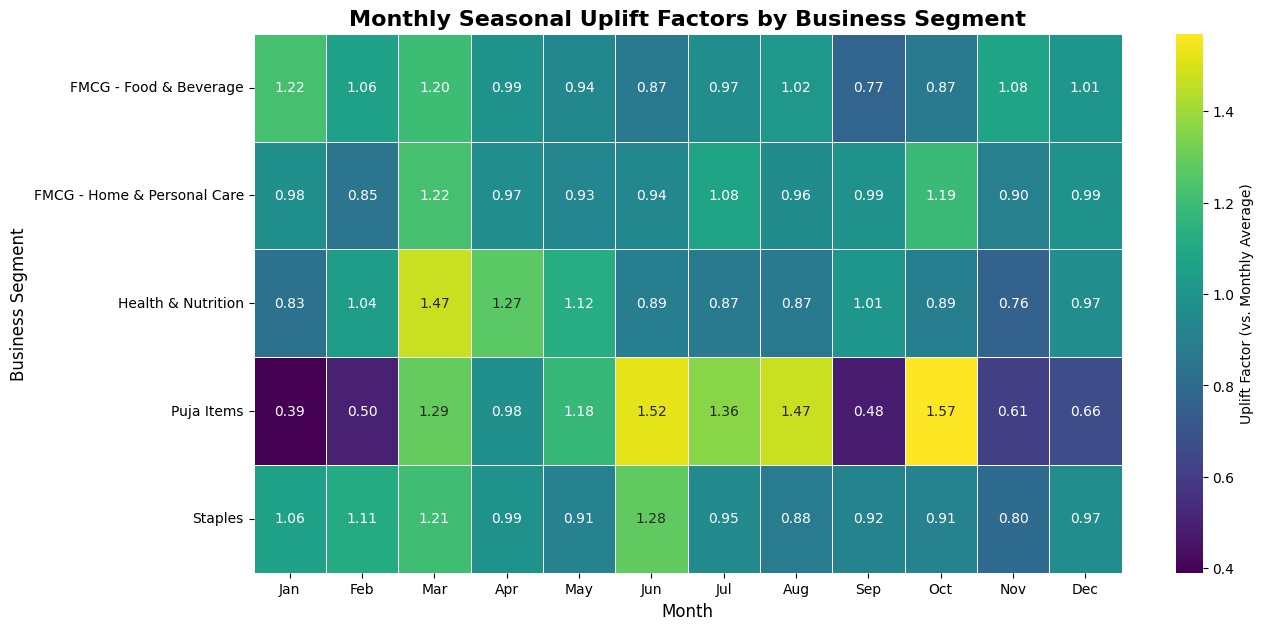 Monthly Seasonal Uplift Factors by Business Segment
Business Segment
FMCG - Food & Beverage 1.22 1.06 1.20 0.99 0.94 0.87 0.97 1.02 0.77 0.87 1.08 1.01
FMCG - Home & Personal Care 0.98 0.85 1.22 0.97 0.93 0.94 1.08 0.96 0.99 1.19 0.90 0.99
Health & Nutrition 0.83 1.04 1.47 1.27 1.12 0.89 0.87 0.87 1.01 0.89 0.76 0.97
Puja Items 0.39 0.50 1.29 0.98 1.18 1.52 1.36 1.47 0.48 1.57 0.61 0.66
Staples 1.06 1.11 1.21 0.99 0.91 1.28 0.95 0.88 0.92 0.91 0.80 0.97
Jan Feb Mar Apr May Jun Jul Aug Sep Oct Nov Dec
Month
1.4
1.2
1.0
0.8
0.6
0.4
Uplift Factor (vs. Monthly Average)